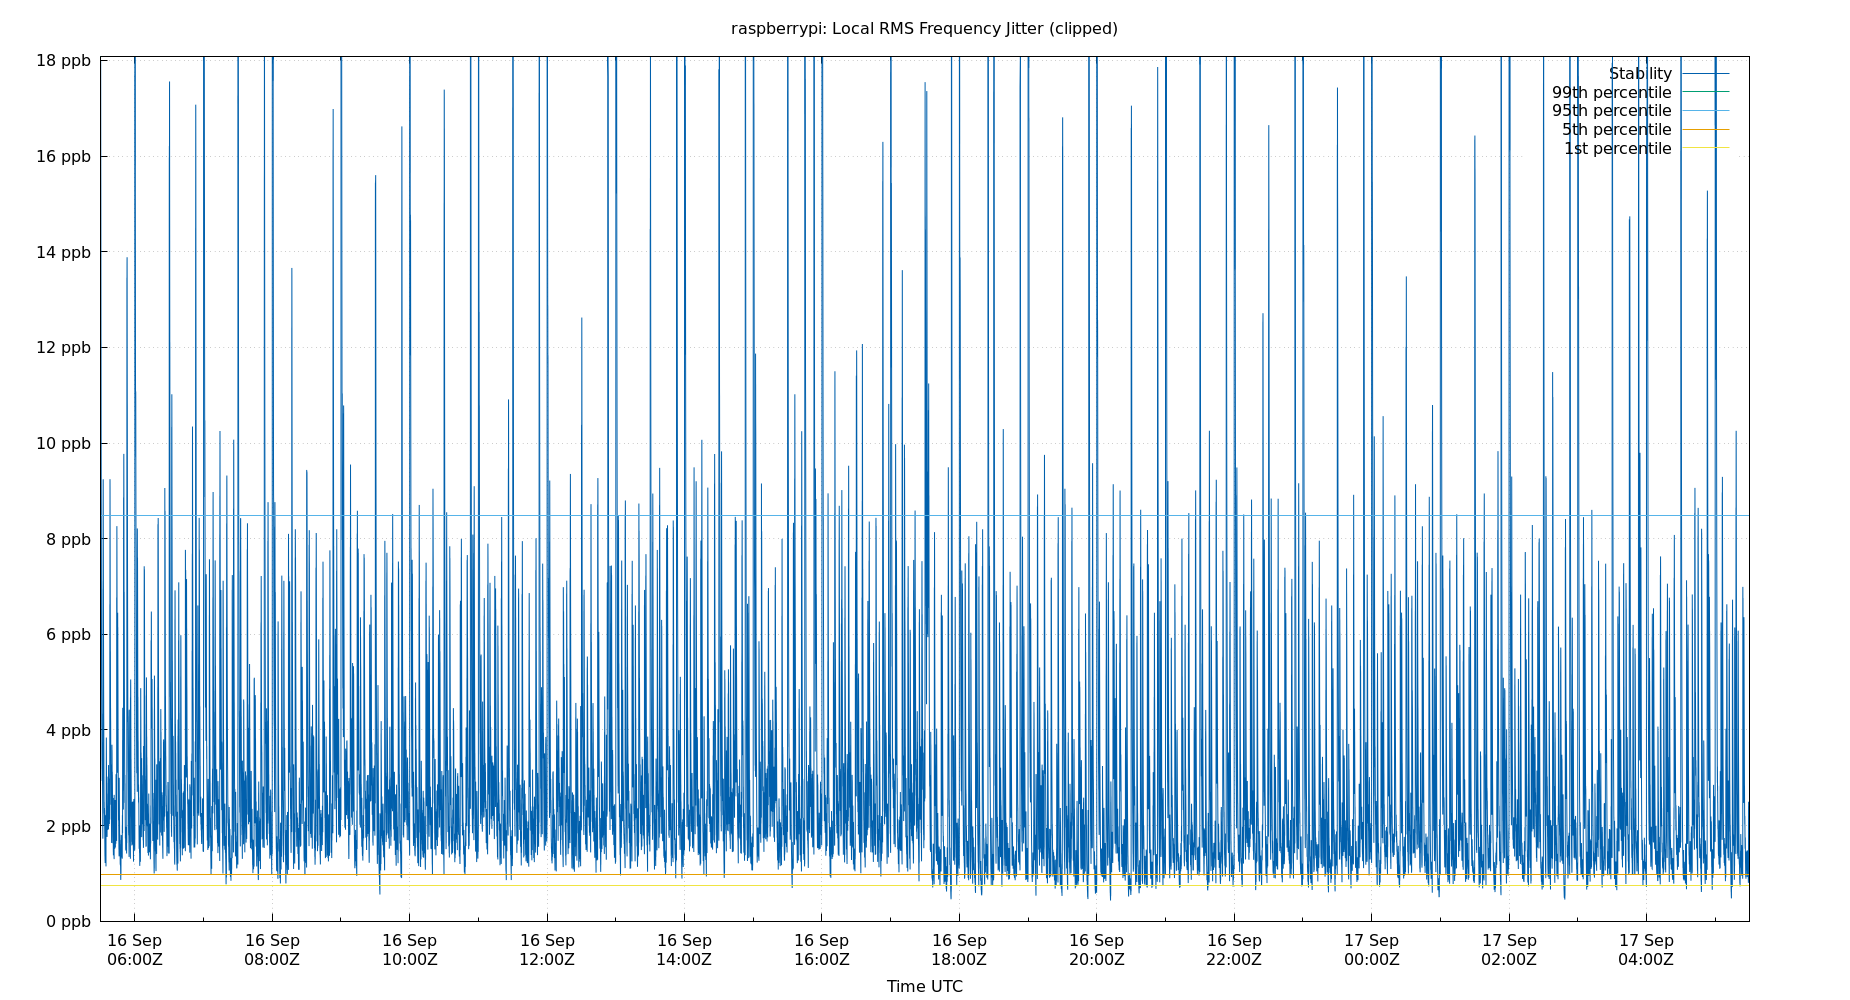 raspberrypi: Local RMS Frequency Jitter (clipped)
18 ppb
16 ppb
14 ppb
12 ppb
10 ppb
8 ppb
6 ppb
4 ppb
2 ppb
0 ppb
Stability
99th percentile
95th percentile
5th percentile
1st percentile
16 Sep 16 Sep 16 Sep 16 Sep 16 Sep 16 Sep 16 Sep 16 Sep 16 Sep 17 Sep 17 Sep 17 Sep
06:00Z 08:00Z 10:00Z 12:00Z 14:00Z 16:00Z 18:00Z 20:00Z 22:00Z 00:00Z 02:00Z 04:00Z
Time UTC